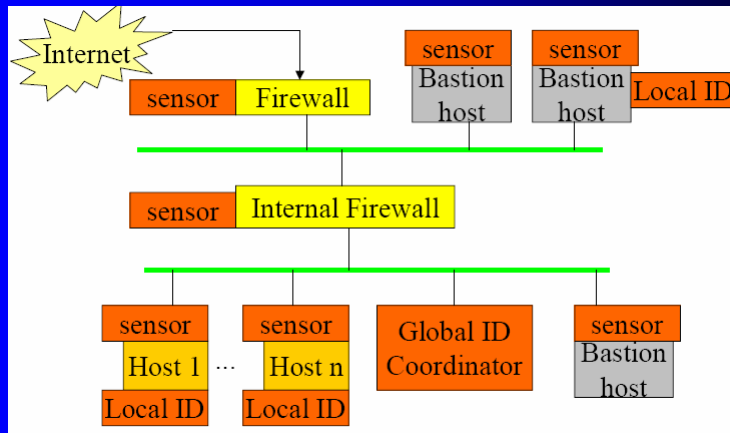 Internet
sensor
Firewall
sensor
Bastion
host
sensor
Bastion
host
Local ID
sensor
Internal Firewall
sensor
Host 1
Local ID
...
sensor
Host n
Local ID
Global ID
Coordinator
sensor
Bastion
host